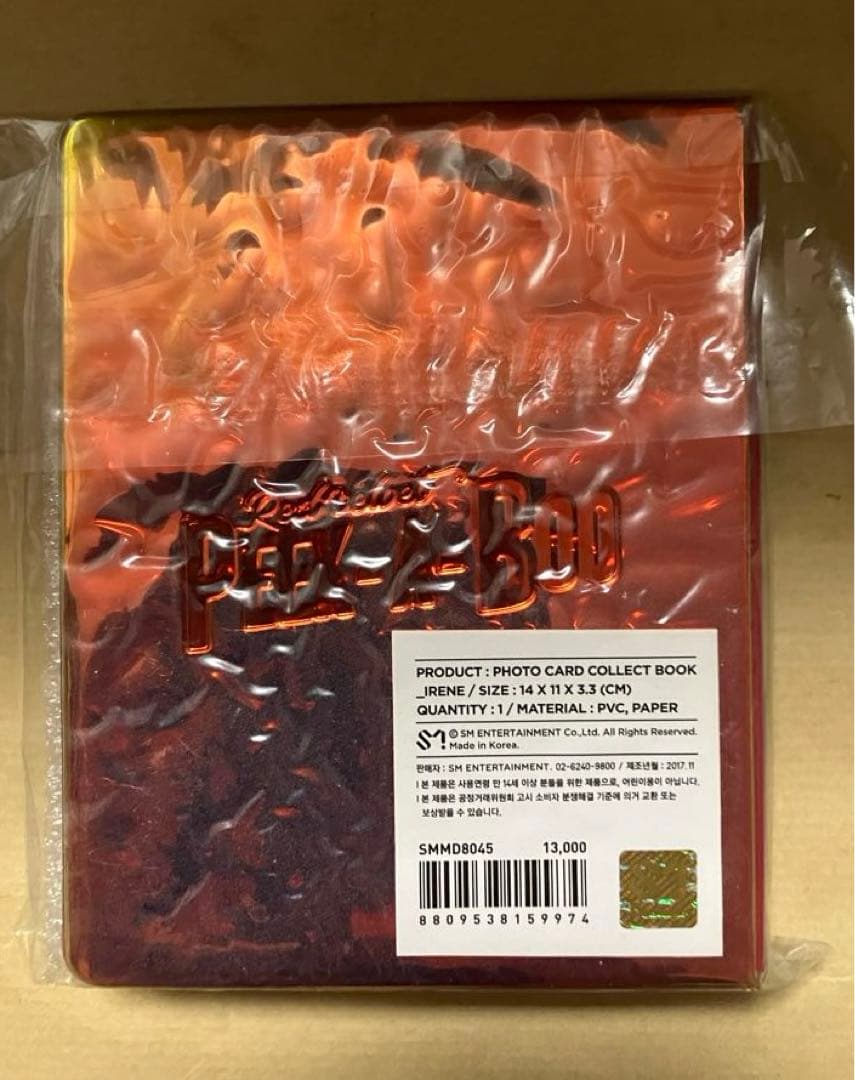 Red Velvet
PEEK-A-BOO
PRODUCT : PHOTO CARD COLLECT BOOK
_IRENE / SIZE : 14 X 11 X 3.3 (CM)
QUANTITY : 1 / MATERIAL : PVC, PAPER
SM
© SM ENTERTAINMENT Co.,Ltd. All Rights Reserved.
Made in Korea.
판매자 : SM ENTERTAINMENT. 02-6240-9800 / 제조년월 : 2017. 11
ㅣ본 제품은 사용연령 만 14세 이상 분들을 위한 제품으로, 어린이용이 아닙니다.
ㅣ본 제품은 공정거래위원회 고시 소비자 분쟁해결 기준에 의거 교환 또는
보상받을 수 있습니다.
SMMD8045 13,000
8809538159974